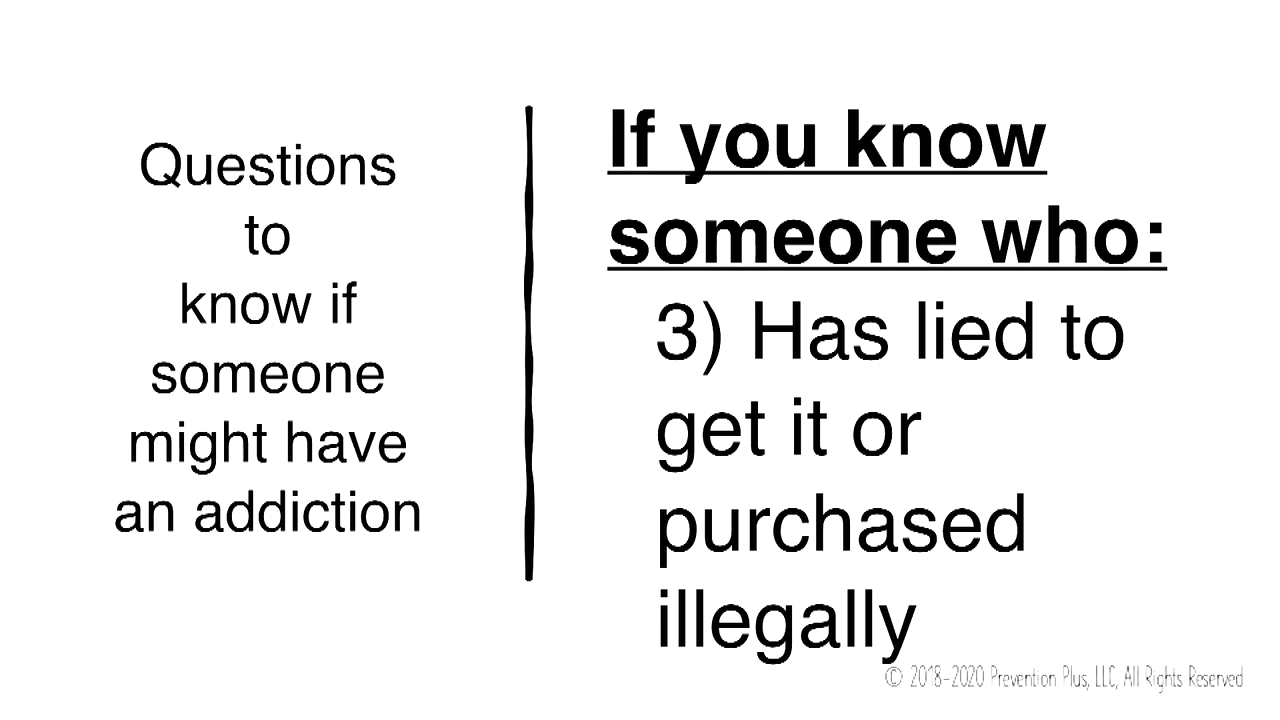 Questions
to
know if
someone
might have
an addiction
If you know
someone who:
3) Has lied to
get it or
purchased
illegally
© 2018-2020 Prevention Plus, LLC, All Rights Reserved